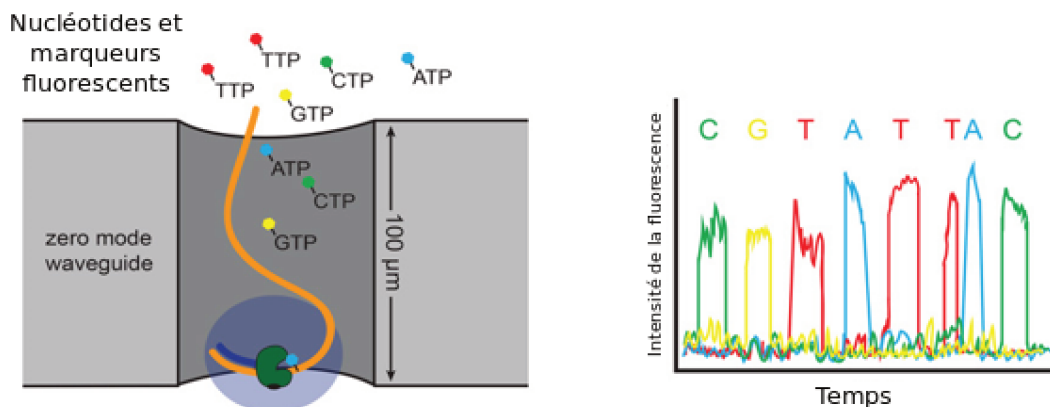 Nucléotides et
marqueurs
fluorescents
TTP
TTP
CTP
ATP
GTP
ATP
CTP
GTP
zero mode
waveguide
100 µm
Intensité de la fluorescence
C G T A T T A C
Temps